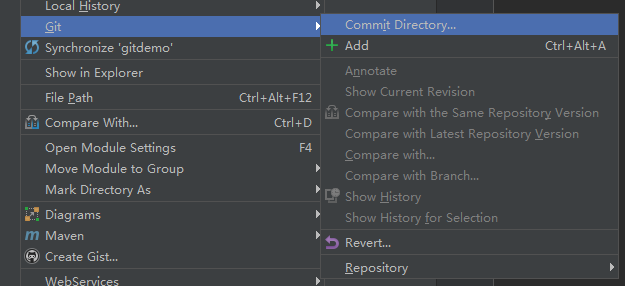 Local History
Git
Synchronize 'gitdemo'
Show in Explorer
File Path Ctrl+Alt+F12
Compare With... Ctrl+D
Open Module Settings F4
Move Module to Group
Mark Directory As
Diagrams
Maven
Create Gist...
WebServices
Commit Directory...
Add Ctrl+Alt+A
Annotate
Show Current Revision
Compare with the Same Repository Version
Compare with Latest Repository Version
Compare with...
Compare with Branch...
Show History
Show History for Selection
Revert...
Repository